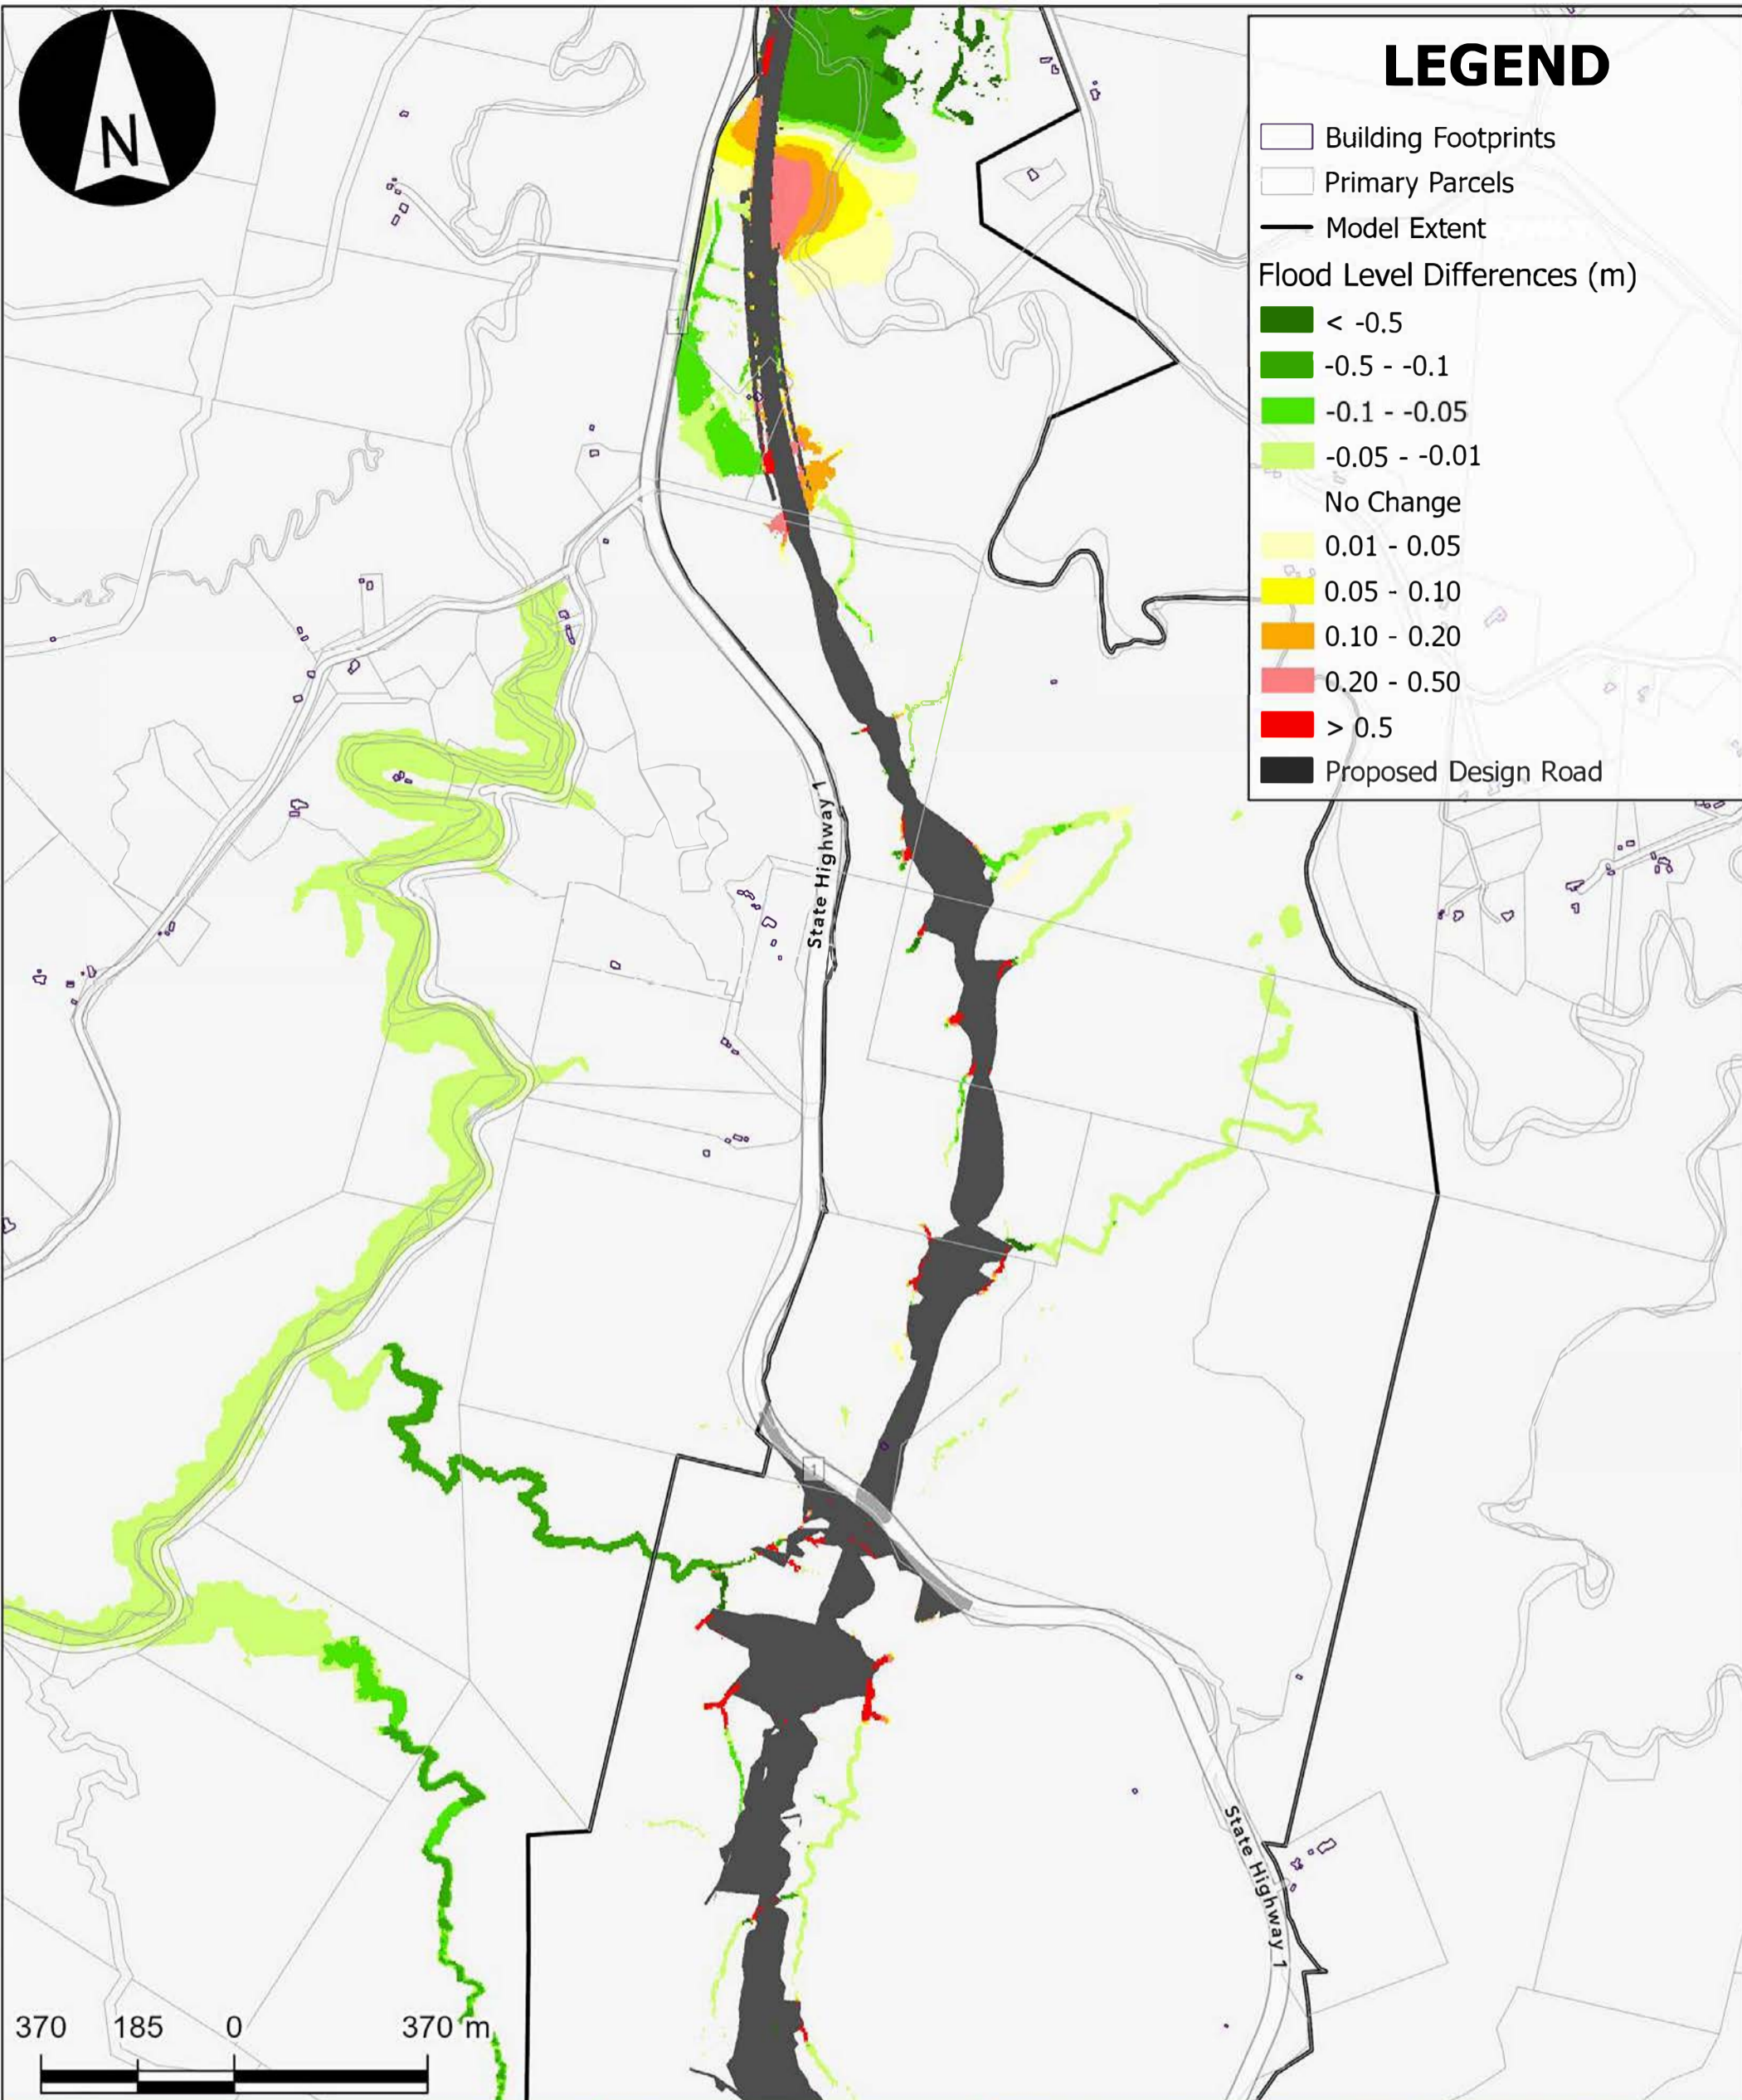 N
LEGEND
Building Footprints
Primary Parcels
Model Extent
Flood Level Differences (m)
< -0.5
-0.5 - -0.1
-0.1 - -0.05
-0.05 - -0.01
No Change
0.01 - 0.05
0.05 - 0.10
0.10 - 0.20
0.20 - 0.50
> 0.5
Proposed Design Road
1
State Highway 1
1
State Highway 1
370 185 0 370 m